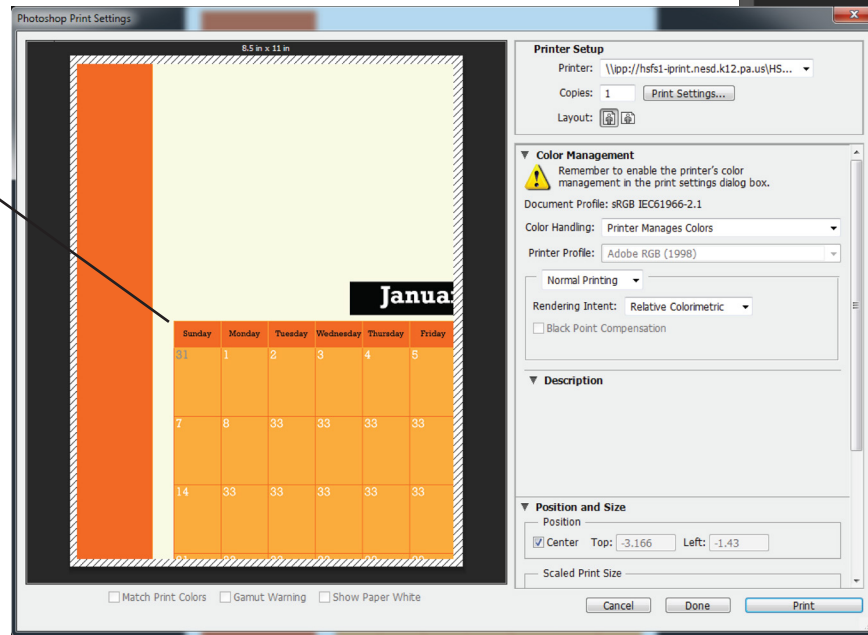 Photoshop Print Settings
8.5 in x 11 in
Januar
Sunday Monday Tuesday Wednesday Thursday Friday
31 1 2 3 4 5
7 8 33 33 33 33
14 33 33 33 33 33
Match Print Colors Gamut Warning Show Paper White
Printer Setup
Printer: \\ipp://hsfs1-iprint.nesd.k12.pa.us\HS...
Copies: 1 Print Settings...
Layout:
Color Management
Remember to enable the printer's color
management in the print settings dialog box.
Document Profile: sRGB IEC61966-2.1
Color Handling: Printer Manages Colors
Printer Profile: Adobe RGB (1998)
Normal Printing
Rendering Intent: Relative Colorimetric
Black Point Compensation
Description
Position and Size
Position
Center Top: -3.166 Left: -1.43
Scaled Print Size
Cancel Done Print